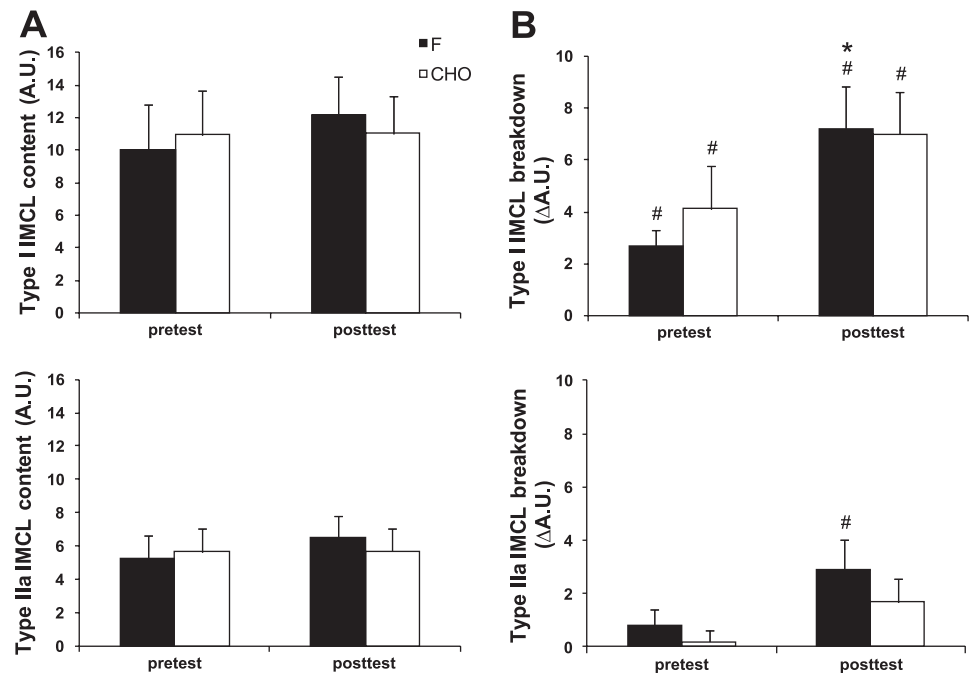 A
Type I IMCL content (A.U.)
16
14
12
10
8
6
4
2
0
F
CHO
pretest
posttest
B
Type I IMCL breakdown
(ΔA.U.)
10
8
6
4
2
0
#
#
*
#
#
pretest
posttest
Type IIa IMCL content (A.U.)
16
14
12
10
8
6
4
2
0
pretest
posttest
Type IIa IMCL breakdown
(ΔA.U.)
10
8
6
4
2
0
#
pretest
posttest